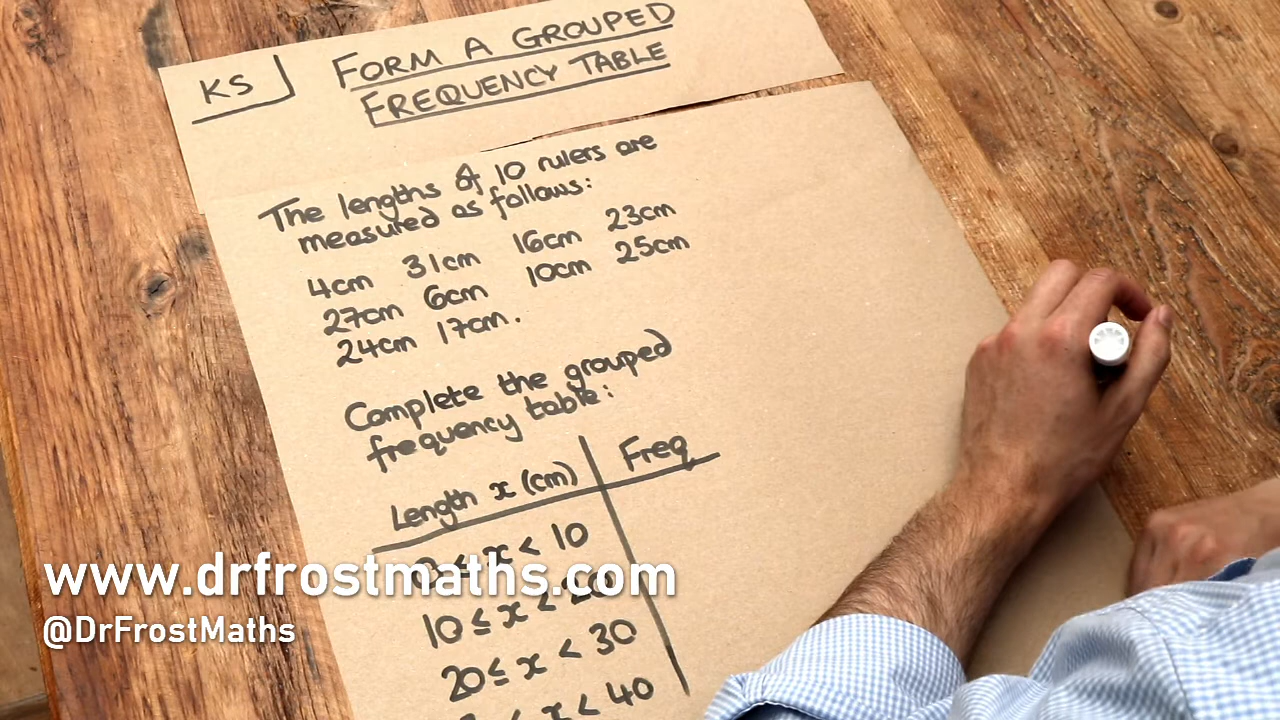 KS
FORM A GROUPED
FREQUENCY TABLE
The lengths of 10 rulers are
measured as follows:
4cm 31cm 16cm 23cm
27cm 6cm 10cm 25cm
24cm 17cm.
Complete the grouped
frequency table:
Length x (cm) Freq
0 ≤ x < 10
10 ≤ x < 20
20 ≤ x < 30
≤ x < 40
www.drfrostmaths.com
@DrFrostMaths